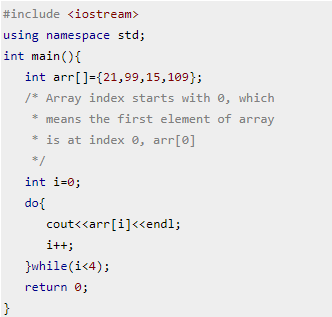 #include <iostream>
using namespace std;
int main(){
   int arr[]={21,99,15,109};
   /* Array index starts with 0, which
    * means the first element of array
    * is at index 0, arr[0]
    */
   int i=0;
   do{
      cout<<arr[i]<<endl;
      i++;
   }while(i<4);
   return 0;
}